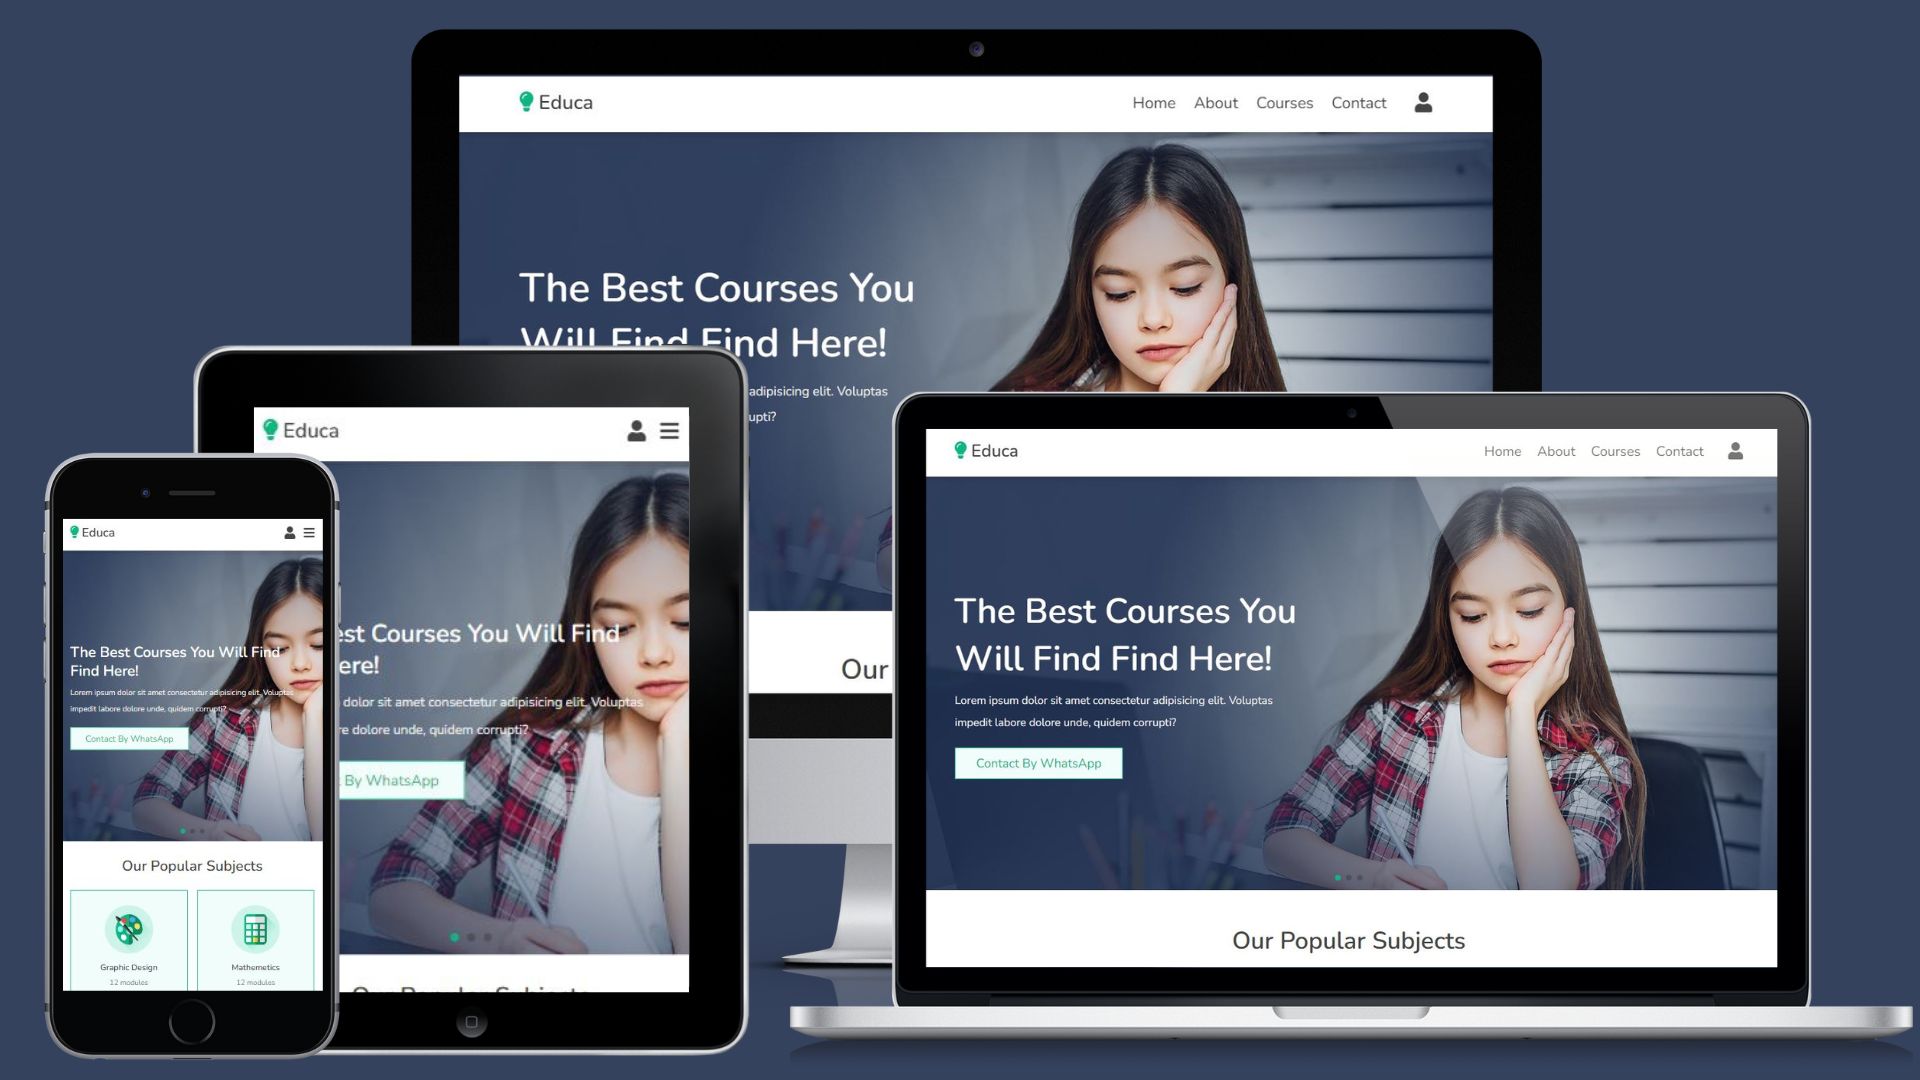 Educa
Home About Courses Contact
The Best Courses You
Will Find Find Here!
adipisicing elit. Voluptas
upti?
Our
Educa
est Courses You Will Find
ere!
dolor sit amet consectetur adipisicing elit. Voluptas
re dolore unde, quidem corrupti?
By WhatsApp
Our Popular Subjects
Educa
The Best Courses You Will Find
Find Here!
Lorem ipsum dolor sit amet consectetur adipisicing elit. Voluptas
impedit labore dolore unde, quidem corrupti?
Contact By WhatsApp
Our Popular Subjects
Graphic Design
12 modules
Mathemetics
12 modules
Educa
Home About Courses Contact
The Best Courses You
Will Find Find Here!
Lorem ipsum dolor sit amet consectetur adipisicing elit. Voluptas
impedit labore dolore unde, quidem corrupti?
Contact By WhatsApp
Our Popular Subjects